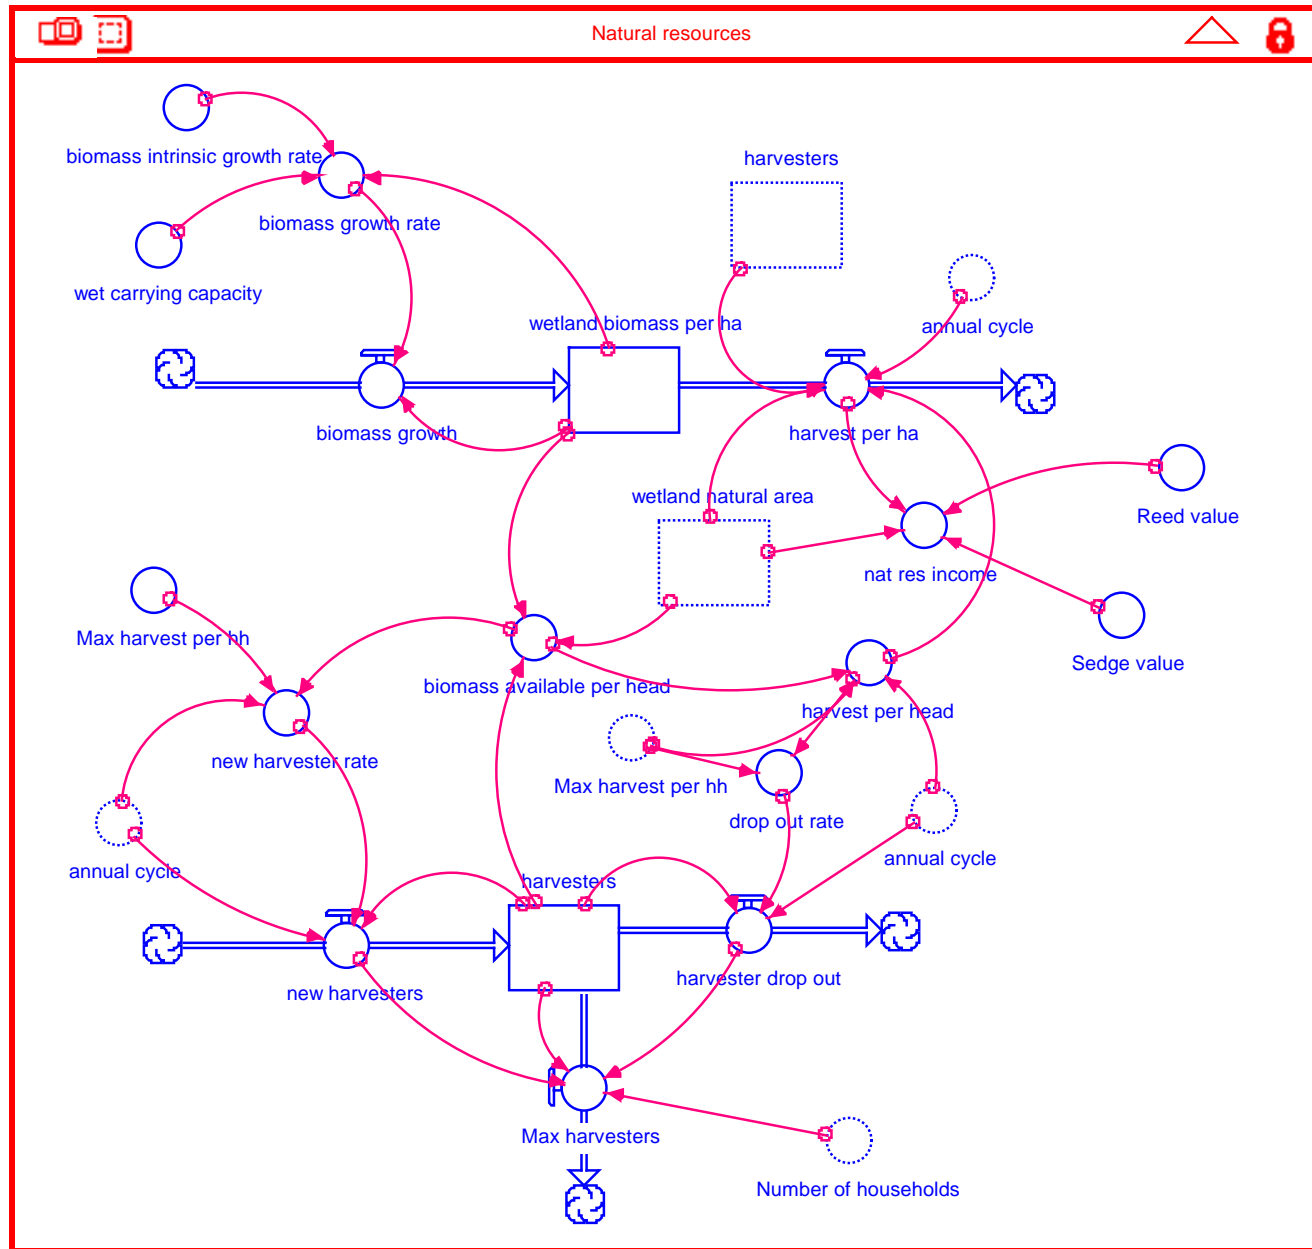 Natural resources
biomass intrinsic growth rate
harvesters
biomass growth rate
wet carrying capacity
wetland biomass per ha
annual cycle
biomass growth
harvest per ha
wetland natural area
Reed value
nat res income
Max harvest per hh
Sedge value
biomass available per head
harvest per head
new harvester rate
Max harvest per hh
drop out rate
annual cycle
annual cycle
harvesters
new harvesters
harvester drop out
Max harvesters
Number of households